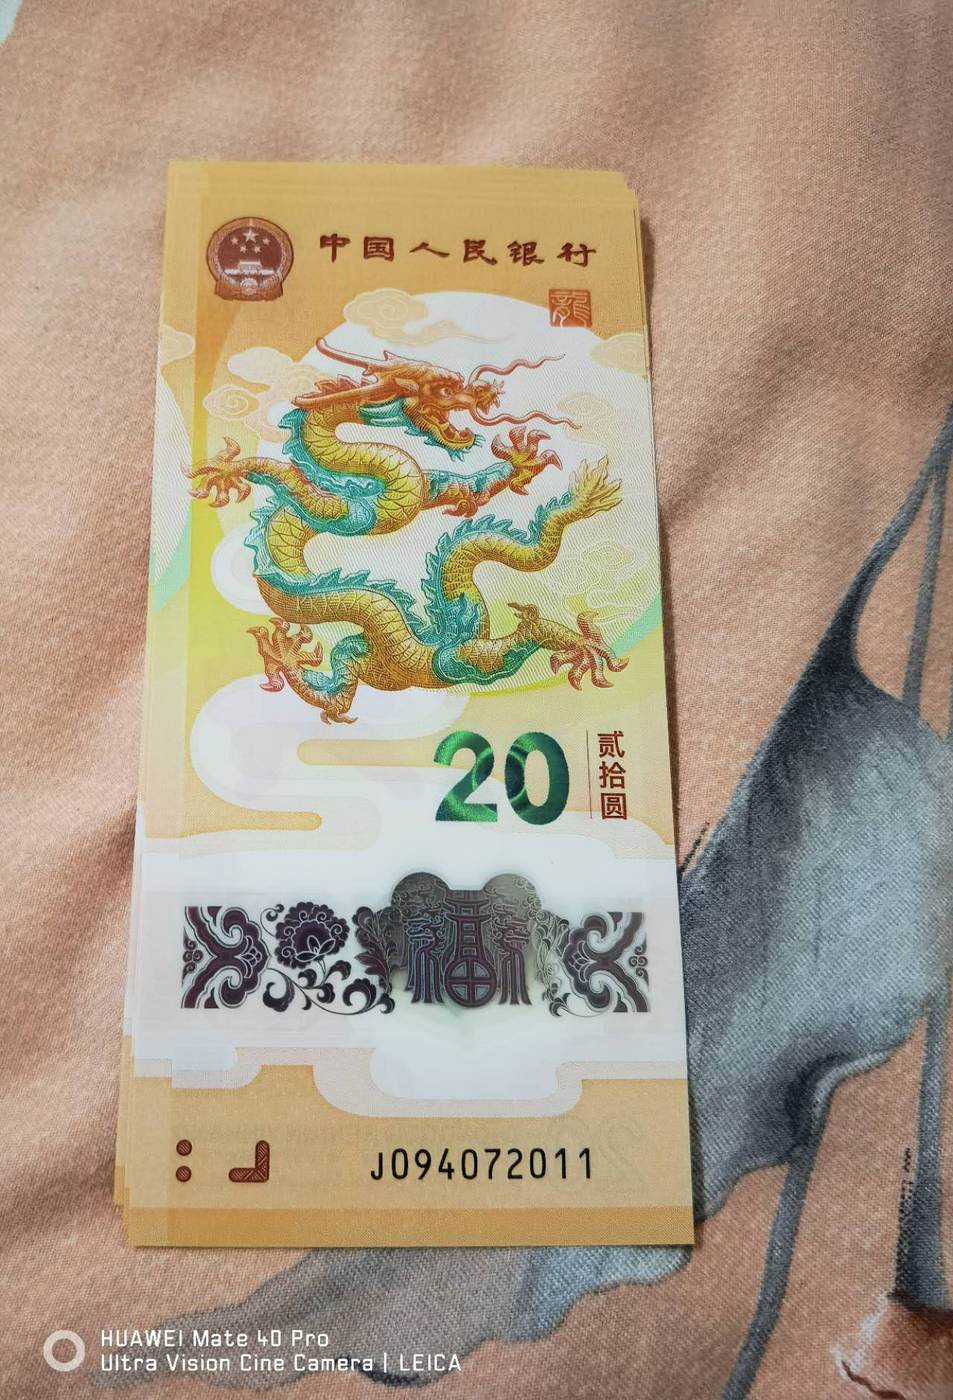 中国人民银行
龍
20
贰拾圆
福
J094072011
HUAWEI Mate 40 Pro
Ultra Vision Cine Camera | LEICA